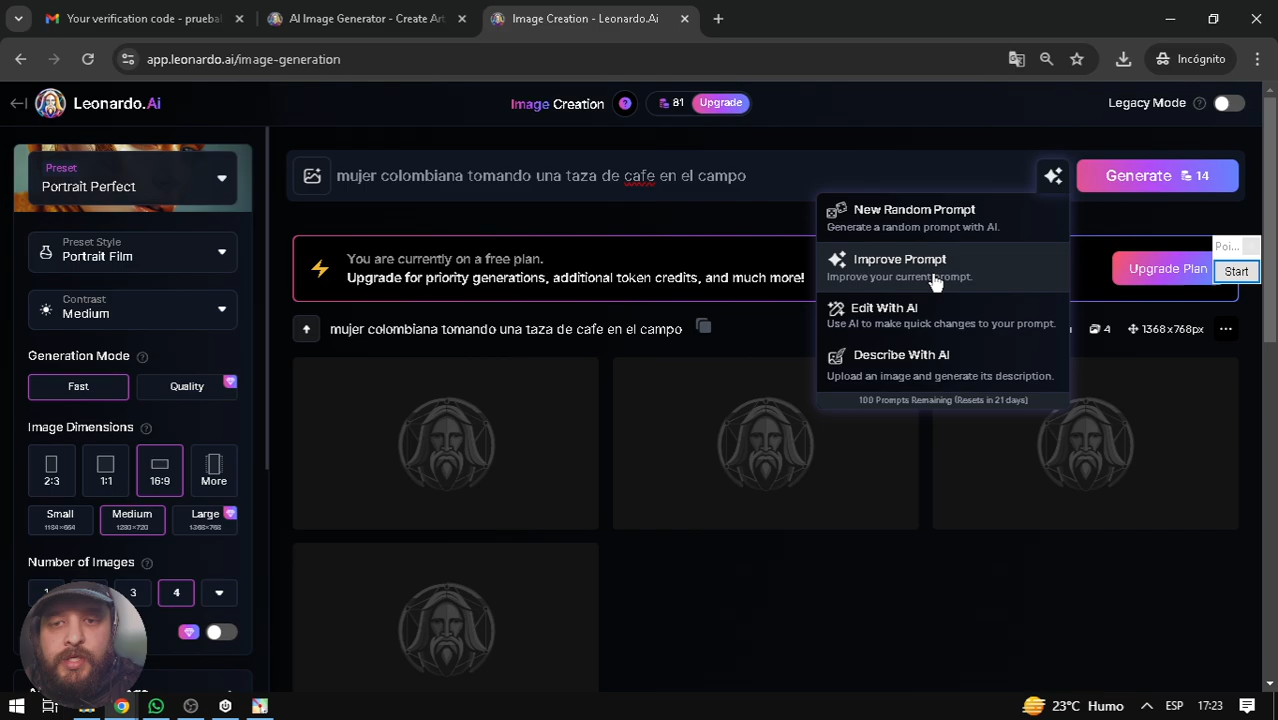 Your verification code - prueba
AI Image Generator - Create Art
Image Creation - Leonardo.Ai
app.leonardo.ai/image-generation
Incógnito
Leonardo.Ai
Image Creation
?
81
Upgrade
Legacy Mode
Preset
Portrait Perfect
mujer colombiana tomando una taza de cafe en el campo
Generate
14
New Random Prompt
Generate a random prompt with AI.
Improve Prompt
Improve your current prompt.
Edit With AI
Use AI to make quick changes to your prompt.
Describe With AI
Upload an image and generate its description.
100 Prompts Remaining (Resets in 21 days)
Preset Style
Portrait Film
Contrast
Medium
You are currently on a free plan.
Upgrade for priority generations, additional token credits, and much more!
Upgrade Plan
Poi...
Start
mujer colombiana tomando una taza de cafe en el campo
4
1368x768px
Generation Mode
Fast
Quality
Image Dimensions
2:3
1:1
16:9
More
Small
1184×664
Medium
1280×720
Large
1368×768
Number of Images
3
4
23°C Humo
ESP
17:23